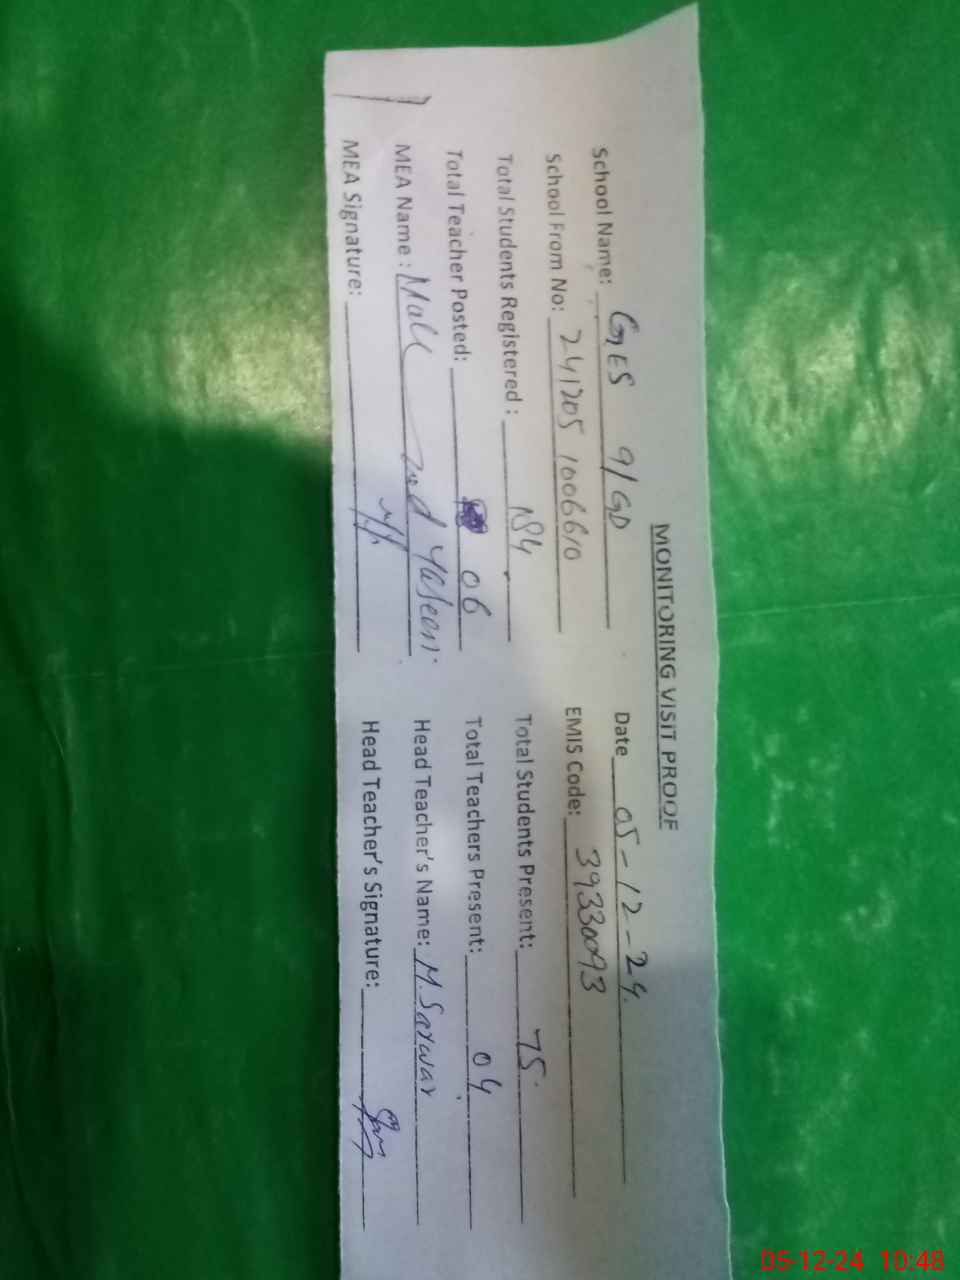 MONITORING VISIT PROOF
School Name: GES 9/GD Date 05-12-24.
School From No: 241205 1006610 EMIS Code: 39330093
Total Students Registered : 184 Total Students Present: 75.
Total Teacher Posted: 06 Total Teachers Present: 04
MEA Name : Yaseen. Head Teacher's Name: M. Sarwar
MEA Signature: Head Teacher's Signature:
05-12-24 10:48